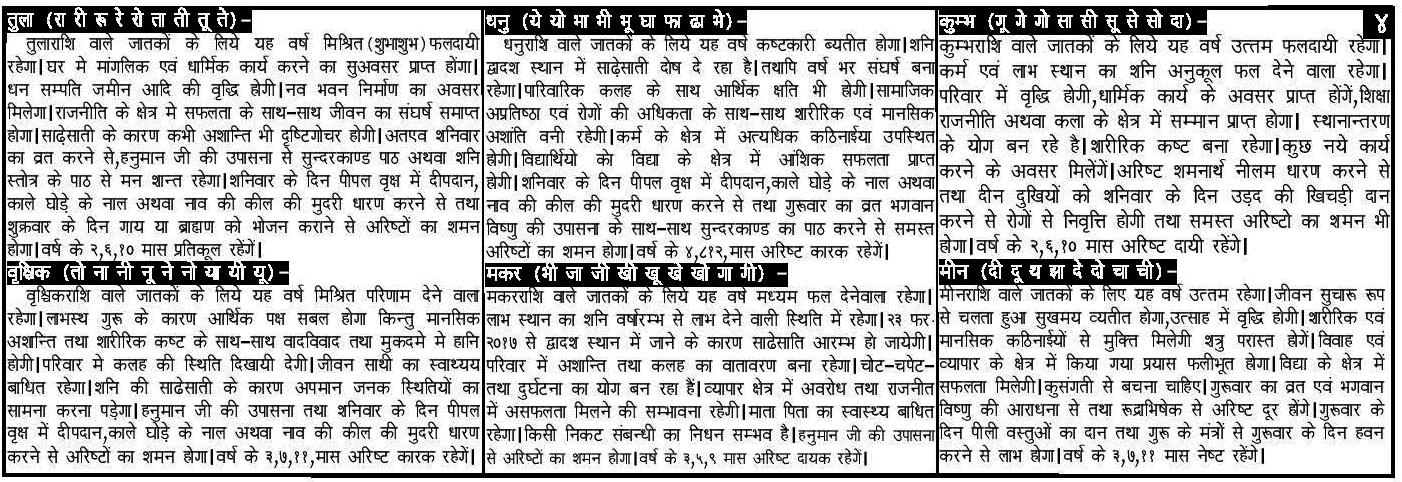 तुला (रा री रू रे रो ता ती तू ते)–
तुलाराशि वाले जातकों के लिये यह वर्ष मिश्रित(शुभाशुभ)फलदायी
रहेगा|घर मे मांगलिक एवं धार्मिक कार्य करने का सुअवसर प्राप्त होंगा|
धन सम्पति जमीन आदि की वृद्धि होगी|नव भवन निर्माण का अवसर
मिलेगा|राजनीति के क्षेत्र मे सफलता के साथ–साथ जीवन का संघर्ष समाप्त
होगा|साढ़ेसाती के कारण कभी अशान्ति भी दृष्टिगोचर होगी|अतएव शनिवार
का व्रत करने से,हनुमान जी की उपासना से सुन्दरकाण्ड पाठ अथवा शनि
स्तोत्र के पाठ से मन शान्त रहेगा|शनिवार के दिन पीपल वृक्ष में दीपदान,
काले घोड़े के नाल अथवा नाव की कील की मुदरी धारण करने से तथा
शुक्रवार के दिन गाय या ब्राह्मण को भोजन कराने से अरिष्टों का शमन
होगा|वर्ष के २,६,१० मास प्रतिकूल रहेंगें|
वृश्चिक (तो ना नी नू ने नो या यी यू)–
वृश्चिकराशि वाले जातकों के लिये यह वर्ष मिश्रित परिणाम देने वाला
रहेगा|लाभस्थ गुरू के कारण आर्थिक पक्ष सबल होगा किन्तु मानसिक
अशान्ति तथा शारीरिक कष्ट के साथ–साथ वादविवाद तथा मुकदमे मे हानि
होगी|परिवार मे कलह की स्थिति दिखायी देगी|जीवन साथी का स्वाथ्यय
बाधित रहेगा|शनि की साढेसाती के कारण अपमान जनक स्थितियों का
सामना करना पड़ेगा|हनुमान जी की उपासना तथा शनिवार के दिन पीपल
वृक्ष में दीपदान,काले घोड़े के नाल अथवा नाव की कील की मुदरी धारण
करने से अरिष्टों का शमन होगा|वर्ष के ३,७,११,मास अरिष्ट कारक रहेगें|
धनु (ये यो भा भी भू घा फा ढा भे)–
धनुराशि वाले जातकों के लिये यह वर्ष कष्टकारी ब्यतीत होगा|शनि
द्वादश स्थान में साढ़ेसाती दोष दे रहा है|तथापि वर्ष भर संघर्ष बना
रहेगा|पारिवारिक कलह के साथ आर्थिक क्षति भी होगी|सामाजिक
अप्रतिष्ठा एवं रोगों की अधिकता के साथ–साथ शारीरिक एवं मानसिक
अशांति वनी रहेगी|कर्म के क्षेत्र में अत्यधिक कठिनाईया उपस्थित
होगी|विद्यार्थियो को विद्या के क्षेत्र में आंशिक सफलता प्राप्त
होगी|शनिवार के दिन पीपल वृक्ष में दीपदान,काले घोड़े के नाल अथवा
नाव की कील की मुदरी धारण करने से तथा गुरूवार का व्रत भगवान
विष्णु की उपासना के साथ–साथ सुन्दरकाण्ड का पाठ करने से समस्त
अरिष्टों का शमन होगा|वर्ष के ४,८१२,मास अरिष्ट कारक रहेगें|
मकर (भो जा जी खी खू खे खो गा गी)–
मकरराशि वाले जातकों के लिये यह वर्ष मध्यम फल देनेवाला रहेगा|
लाभ स्थान का शनि वर्षारम्भ से लाभ देने वाली स्थिति में रहेगा|२३ फर.
२०१७ से द्वादश स्थान में जाने के कारण साढेसाति आरम्भ हो जायेगी|
परिवार में अशान्ति तथा कलह का वातावरण बना रहेगा|चोट–चपेट–
तथा दुर्घटना का योग बन रहा हैं|व्यापार क्षेत्र में अवरोध तथा राजनीत
में असफलता मिलने की सम्भावना रहेगी|माता पिता का स्वास्थ्य बाधित
रहेगा|किसी निकट संबन्धी का निधन सम्भव है|हनुमान जी की उपासना
से अरिष्टों का शमन होगा|वर्ष के ३,५,९ मास अरिष्ट दायक रहेगें|
कुम्भ (गू गे गो सा सी सू से सो दा)–
४
कुम्भराशि वाले जातकों के लिये यह वर्ष उत्तम फलदायी रहेगा|
कर्म एवं लाभ स्थान का शनि अनुकूल फल देने वाला रहेगा|
परिवार में वृद्धि होगी,धार्मिक कार्य के अवसर प्राप्त होंगें,शिक्षा
राजनीति अथवा कला के क्षेत्र में सम्मान प्राप्त होगा| स्थानान्तरण
के योग बन रहे है|शारीरिक कष्ट बना रहेगा|कुछ नये कार्य
करने के अवसर मिलेगें|अरिष्ट शमनार्थ नीलम धारण करने से
तथा दीन दुखियों को शनिवार के दिन उड़द की खिचड़ी दान
करने से रोगों से निवृत्ति होगी तथा समस्त अरिष्टो का शमन भी
होगा|वर्ष के २,६,१० मास अरिष्ट दायी रहेंगे|
मीन (दी दू थ झा दे दो चा ची)–
मीनराशि वाले जातकों के लिए यह वर्ष उत्तम रहेगा|जीवन सुचारू रूप
से चलता हुआ सुखमय व्यतीत होगा,उत्साह में वृद्धि होगी|शारीरिक एवं
मानसिक कठिनाईयों से मुक्ति मिलेगी शत्रु परास्त होगें|विवाह एवं
व्यापार के क्षेत्र में किया गया प्रयास फलीभूत होगा|विद्या के क्षेत्र में
सफलता मिलेगी|कुसंगती से बचना चाहिए|गुरूवार का व्रत एवं भगवान
विष्णु की आराधना से तथा रूद्राभिषेक से अरिष्ट दूर होंगे|गुरूवार के
दिन पीली वस्तुओं का दान तथा गुरू के मंत्रों से गुरूवार के दिन हवन
करने से लाभ होगा|वर्ष के ३,७,११ मास नेष्ट रहेंगे|